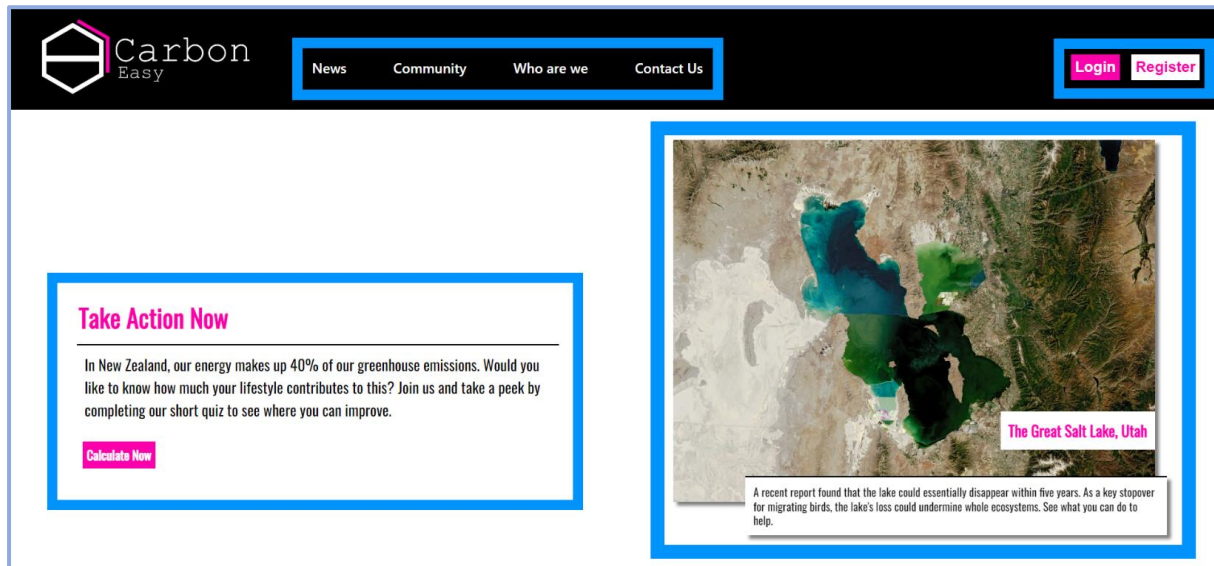 Carbon
Easy
News Community Who are we Contact Us
Login Register
Take Action Now
In New Zealand, our energy makes up 40% of our greenhouse emissions. Would you
like to know how much your lifestyle contributes to this? Join us and take a peek by
completing our short quiz to see where you can improve.
Calculate Now
The Great Salt Lake, Utah
A recent report found that the lake could essentially disappear within five years. As a key stopover
for migrating birds, the lake's loss could undermine whole ecosystems. See what you can do to
help.